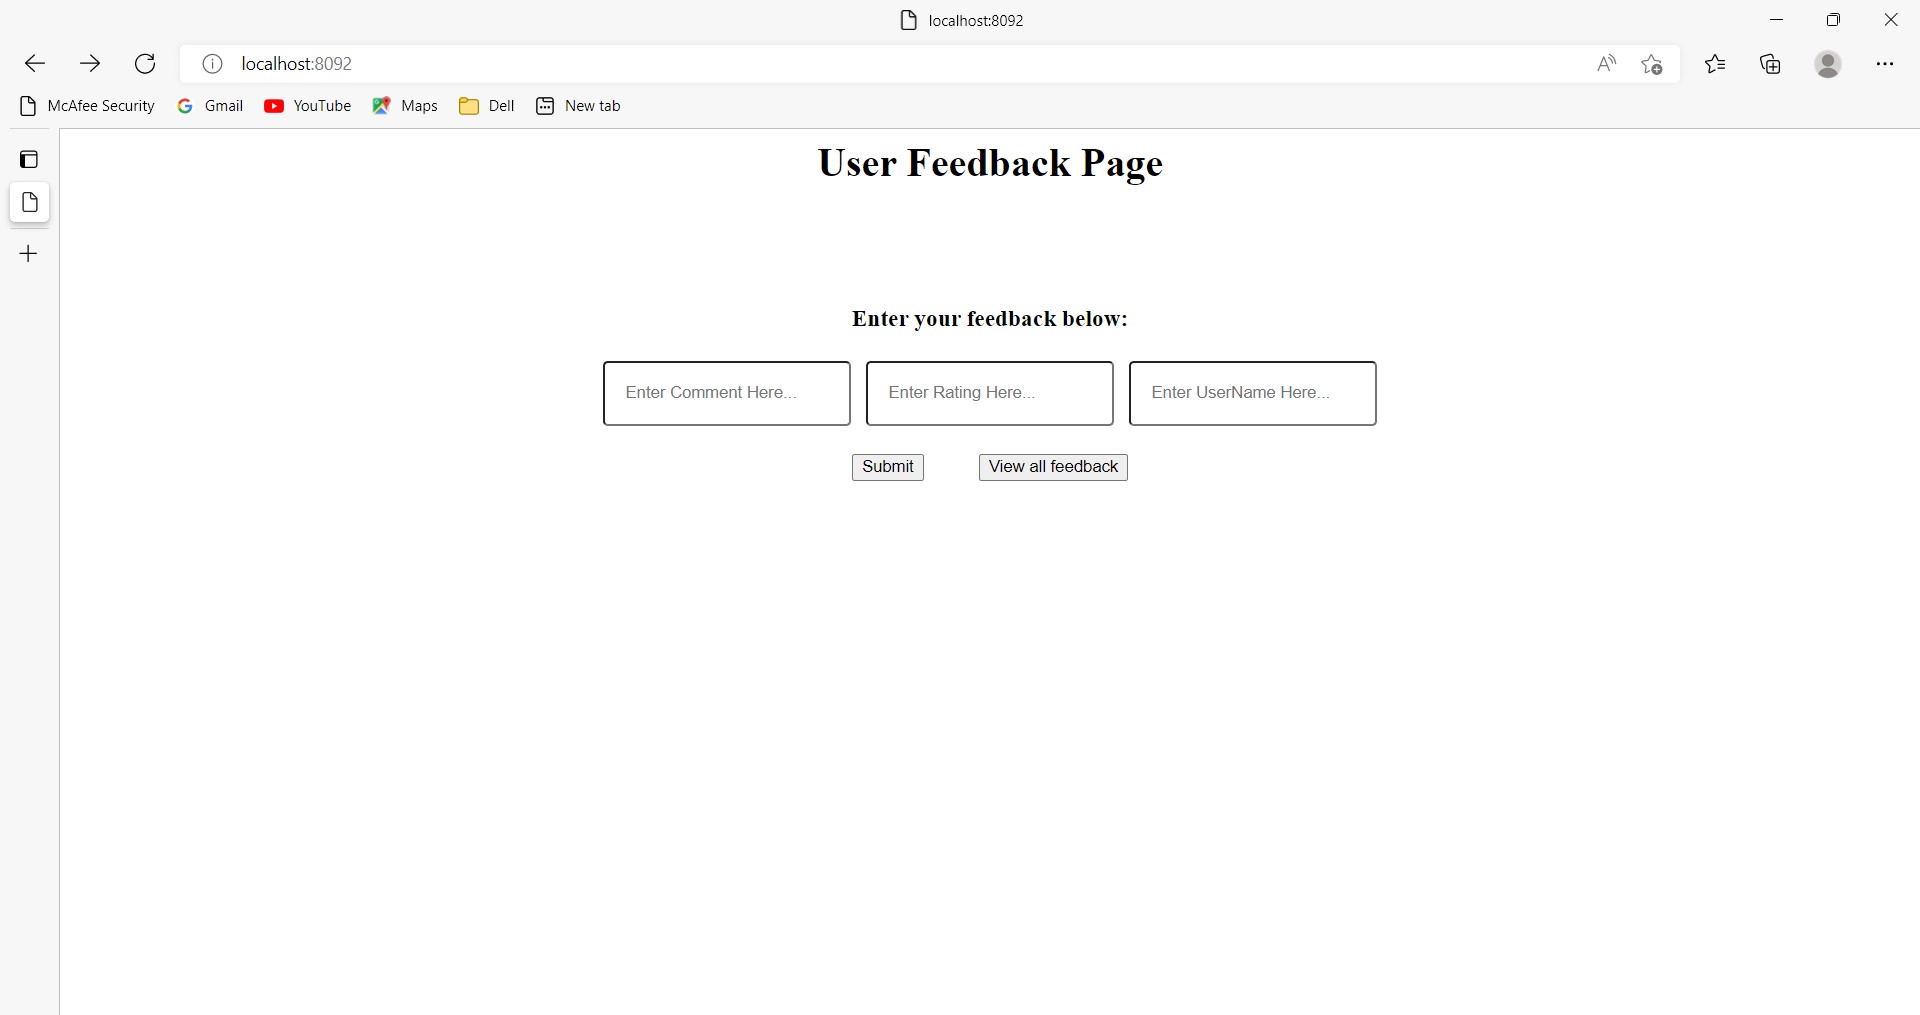 localhost:8092
localhost:8092
McAfee Security Gmail YouTube Maps Dell New tab
User Feedback Page
Enter your feedback below:
Enter Comment Here... Enter Rating Here... Enter UserName Here...
Submit View all feedback